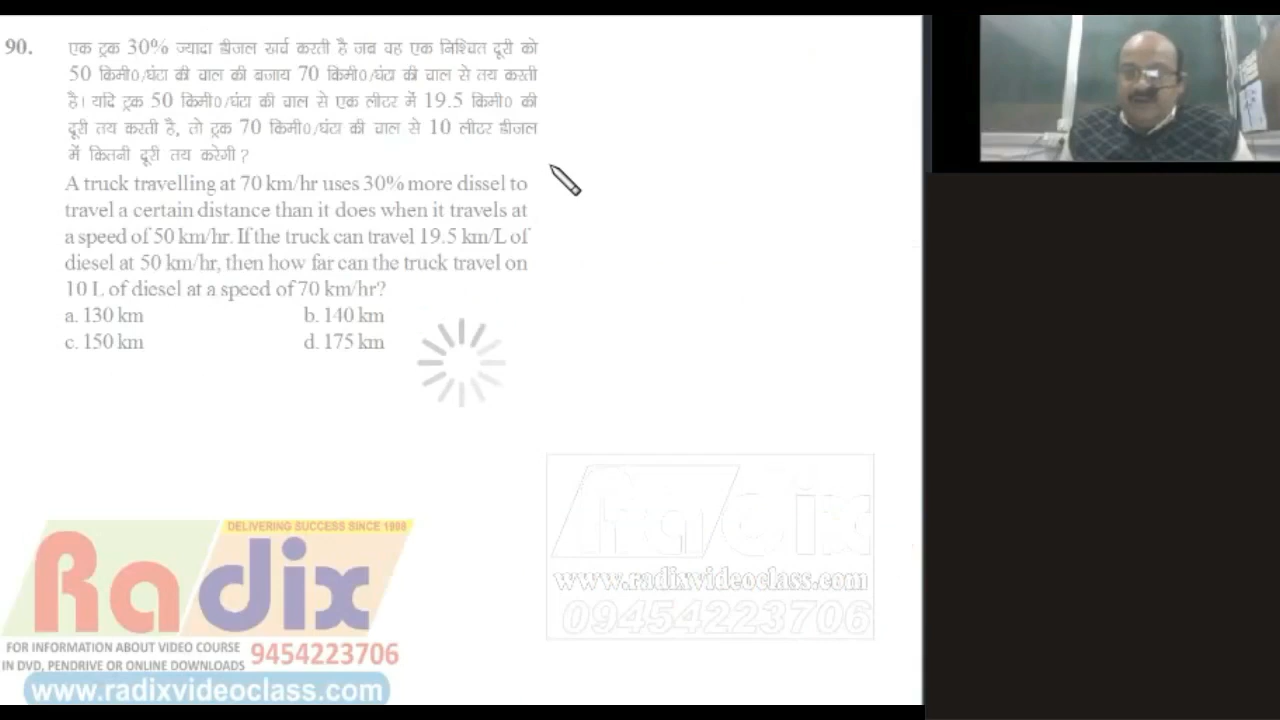 90. एक ट्रक 30% ज्यादा डीजल खर्च करती है जब वह एक निश्चित दूरी को
50 किमी0/घंटा की चाल की बजाय 70 किमी0/घंटा की चाल से तय करती
है। यदि ट्रक 50 किमी0/घंटा की चाल से एक लीटर में 19.5 किमी0 की
दूरी तय करती है, तो ट्रक 70 किमी0/घंटा की चाल से 10 लीटर डीजल
में कितनी दूरी तय करेगी ?
A truck travelling at 70 km/hr uses 30% more dissel to
travel a certain distance than it does when it travels at
a speed of 50 km/hr. If the truck can travel 19.5 km/L of
diesel at 50 km/hr, then how far can the truck travel on
10 L of diesel at a speed of 70 km/hr?
a. 130 km b. 140 km
c. 150 km d. 175 km
Radix
www.radixvideoclass.com
09454223706
DELIVERING SUCCESS SINCE 1998
Radix
FOR INFORMATION ABOUT VIDEO COURSE
IN DVD, PENDRIVE OR ONLINE DOWNLOADS 9454223706
www.radixvideoclass.com